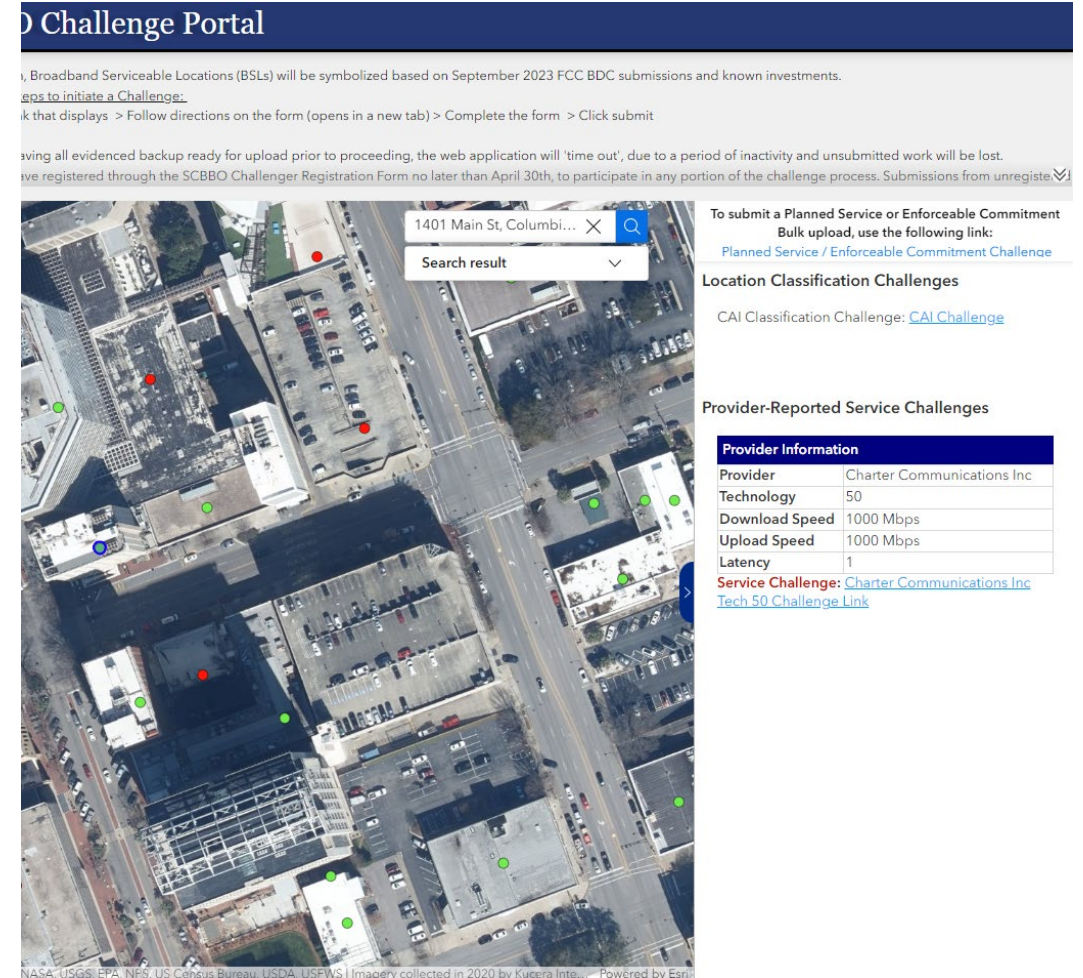 Challenge Portal
, Broadband Serviceable Locations (BSLs) will be symbolized based on September 2023 FCC BDC submissions and known investments.
eps to initiate a Challenge:
k that displays > Follow directions on the form (opens in a new tab) > Complete the form > Click submit
aving all evidenced backup ready for upload prior to proceeding, the web application will 'time out', due to a period of inactivity and unsubmitted work will be lost.
ave registered through the SCBBO Challenger Registration Form no later than April 30th, to participate in any portion of the challenge process. Submissions from unregistered
1401 Main St, Columbi...
Search result
To submit a Planned Service or Enforceable Commitment
Bulk upload, use the following link:
Planned Service / Enforceable Commitment Challenge
Location Classification Challenges
CAI Classification Challenge: CAI Challenge
Provider-Reported Service Challenges
Provider Information
Provider Charter Communications Inc
Technology 50
Download Speed 1000 Mbps
Upload Speed 1000 Mbps
Latency 1
Service Challenge: Charter Communications Inc
Tech 50 Challenge Link
NASA, USGS, EPA, NPS, US Census Bureau, USDA, USFWS | Imagery collected in 2020 by Kucera Inte... Powered by Esri